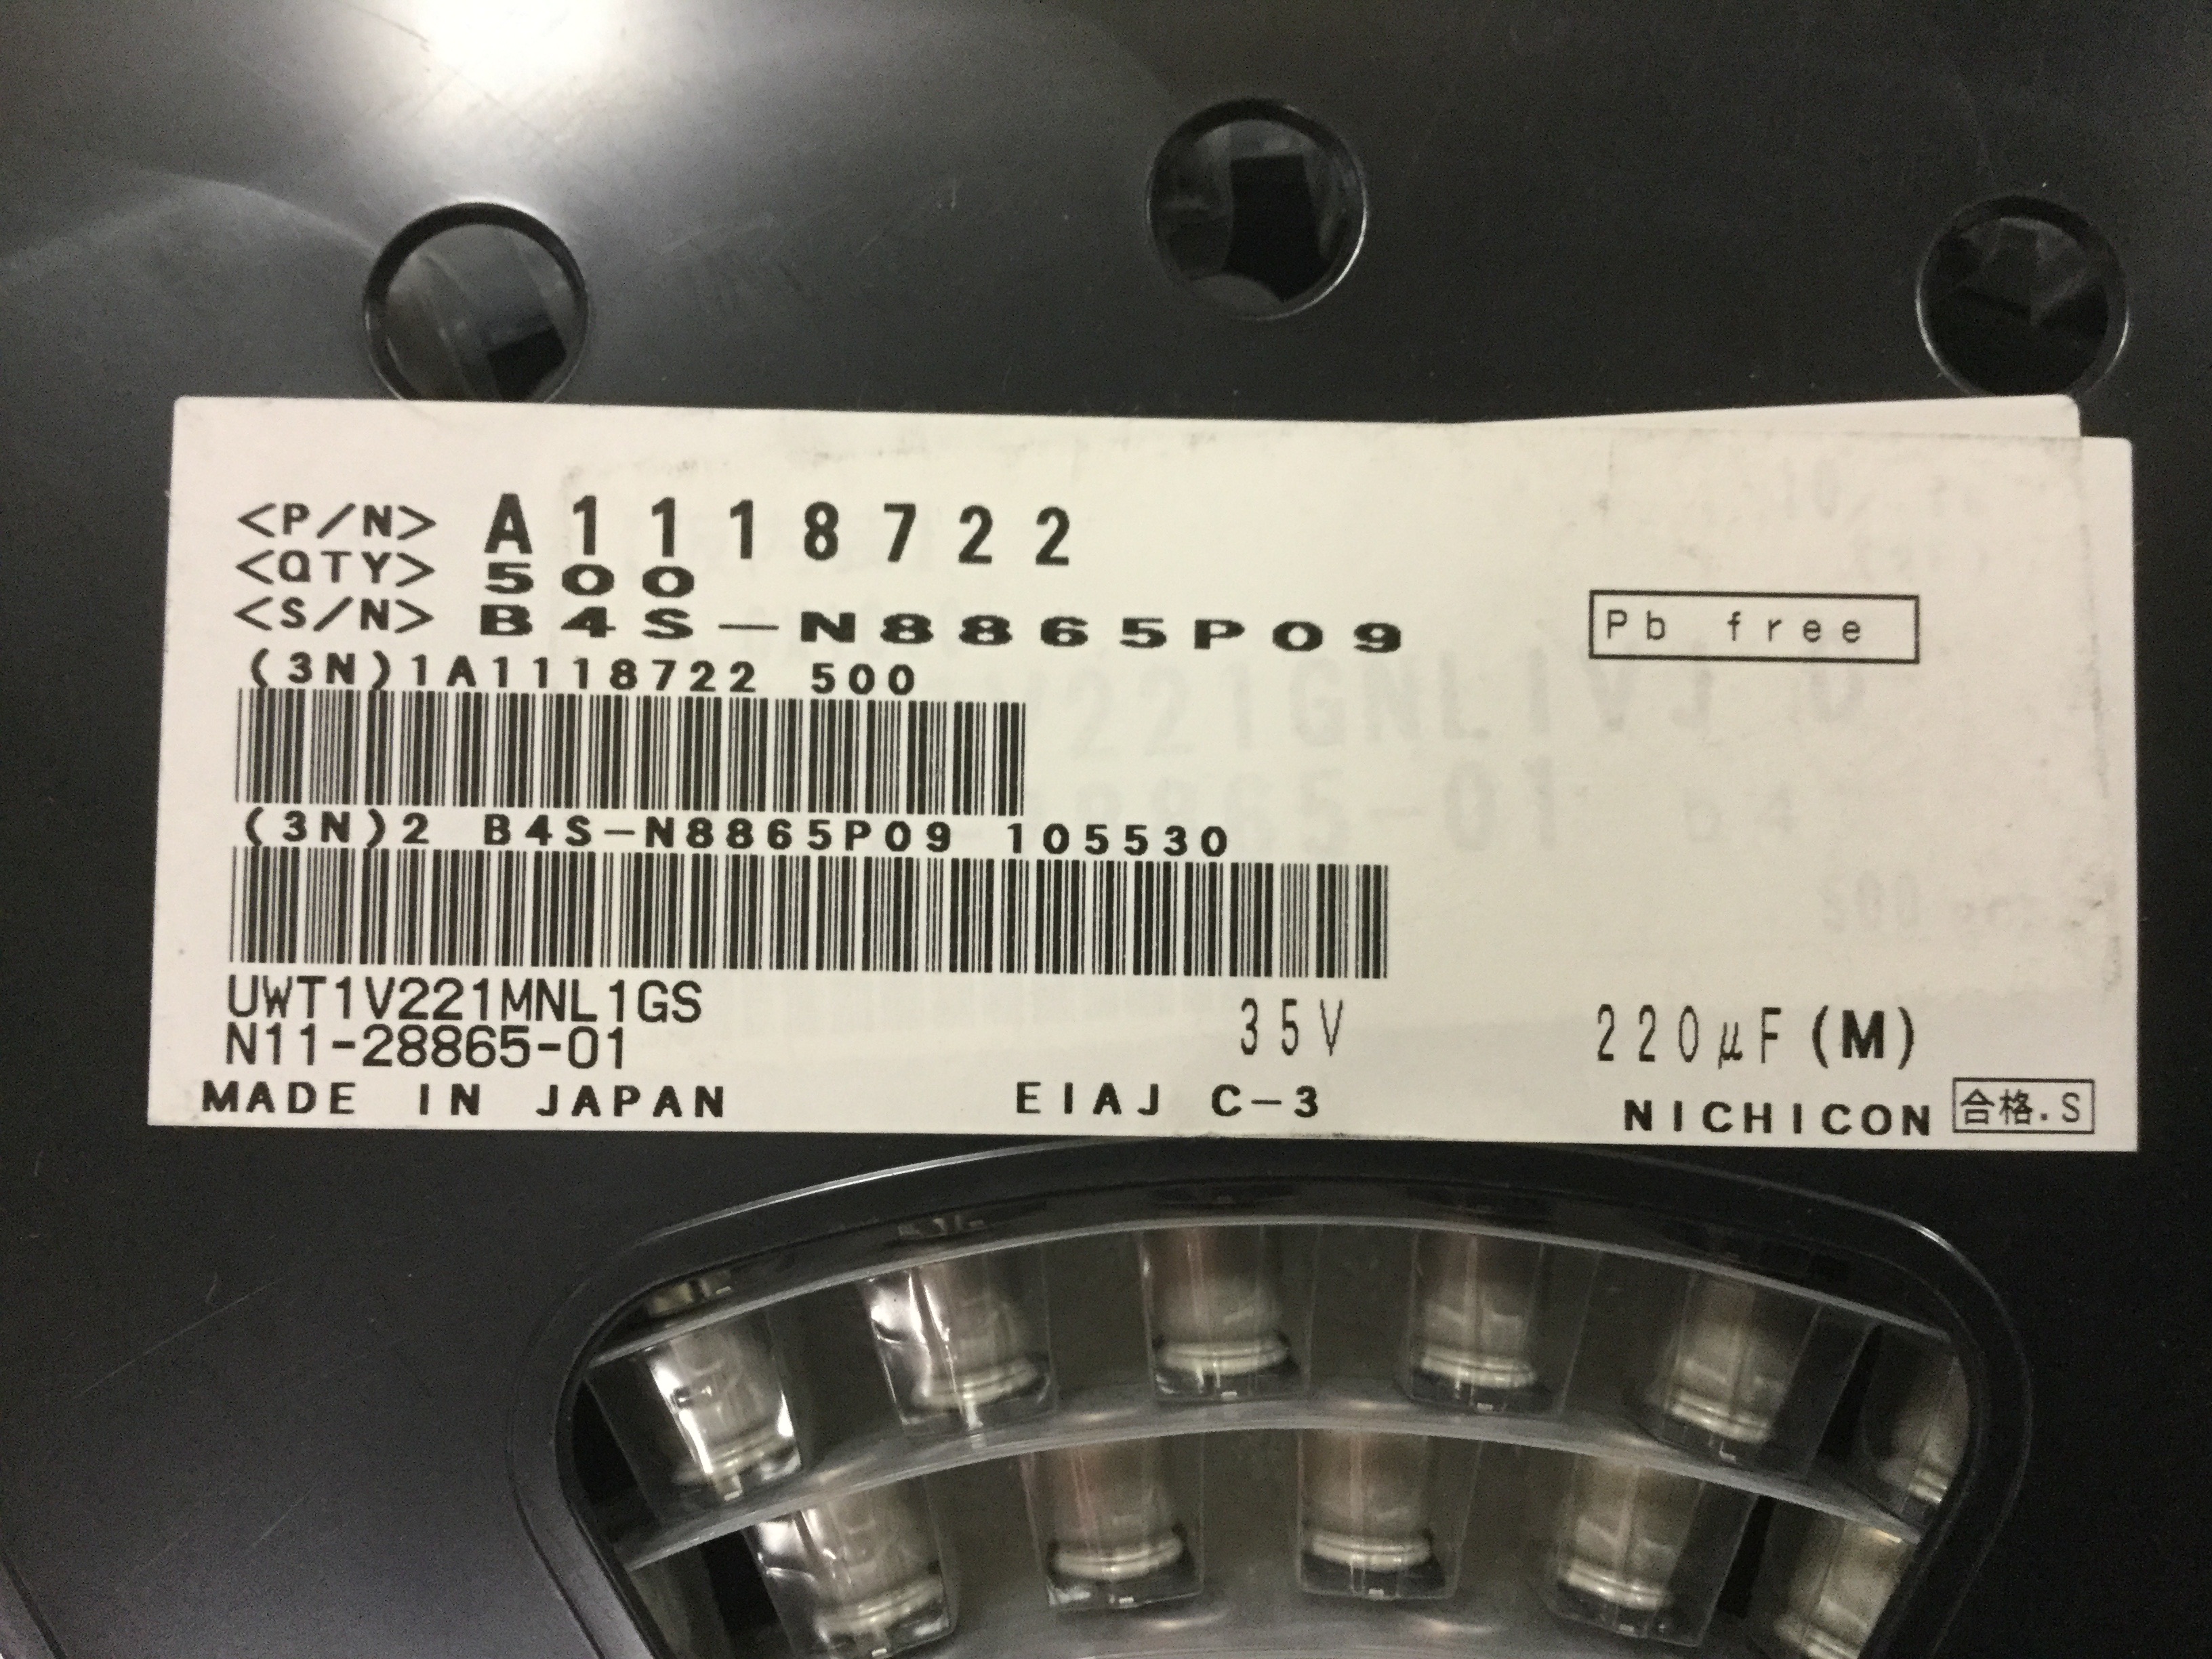 <P/N> A1118722
<QTY> 500
<S/N> B4S-N8865P09
Pb free
(3N)1A1118722 500
(3N)2 B4S-N8865P09 105530
UWT1V221MNL1GS 35V 220μF(M)
N11-28865-01
MADE IN JAPAN EIAJ C-3 NICHICON 合格.S